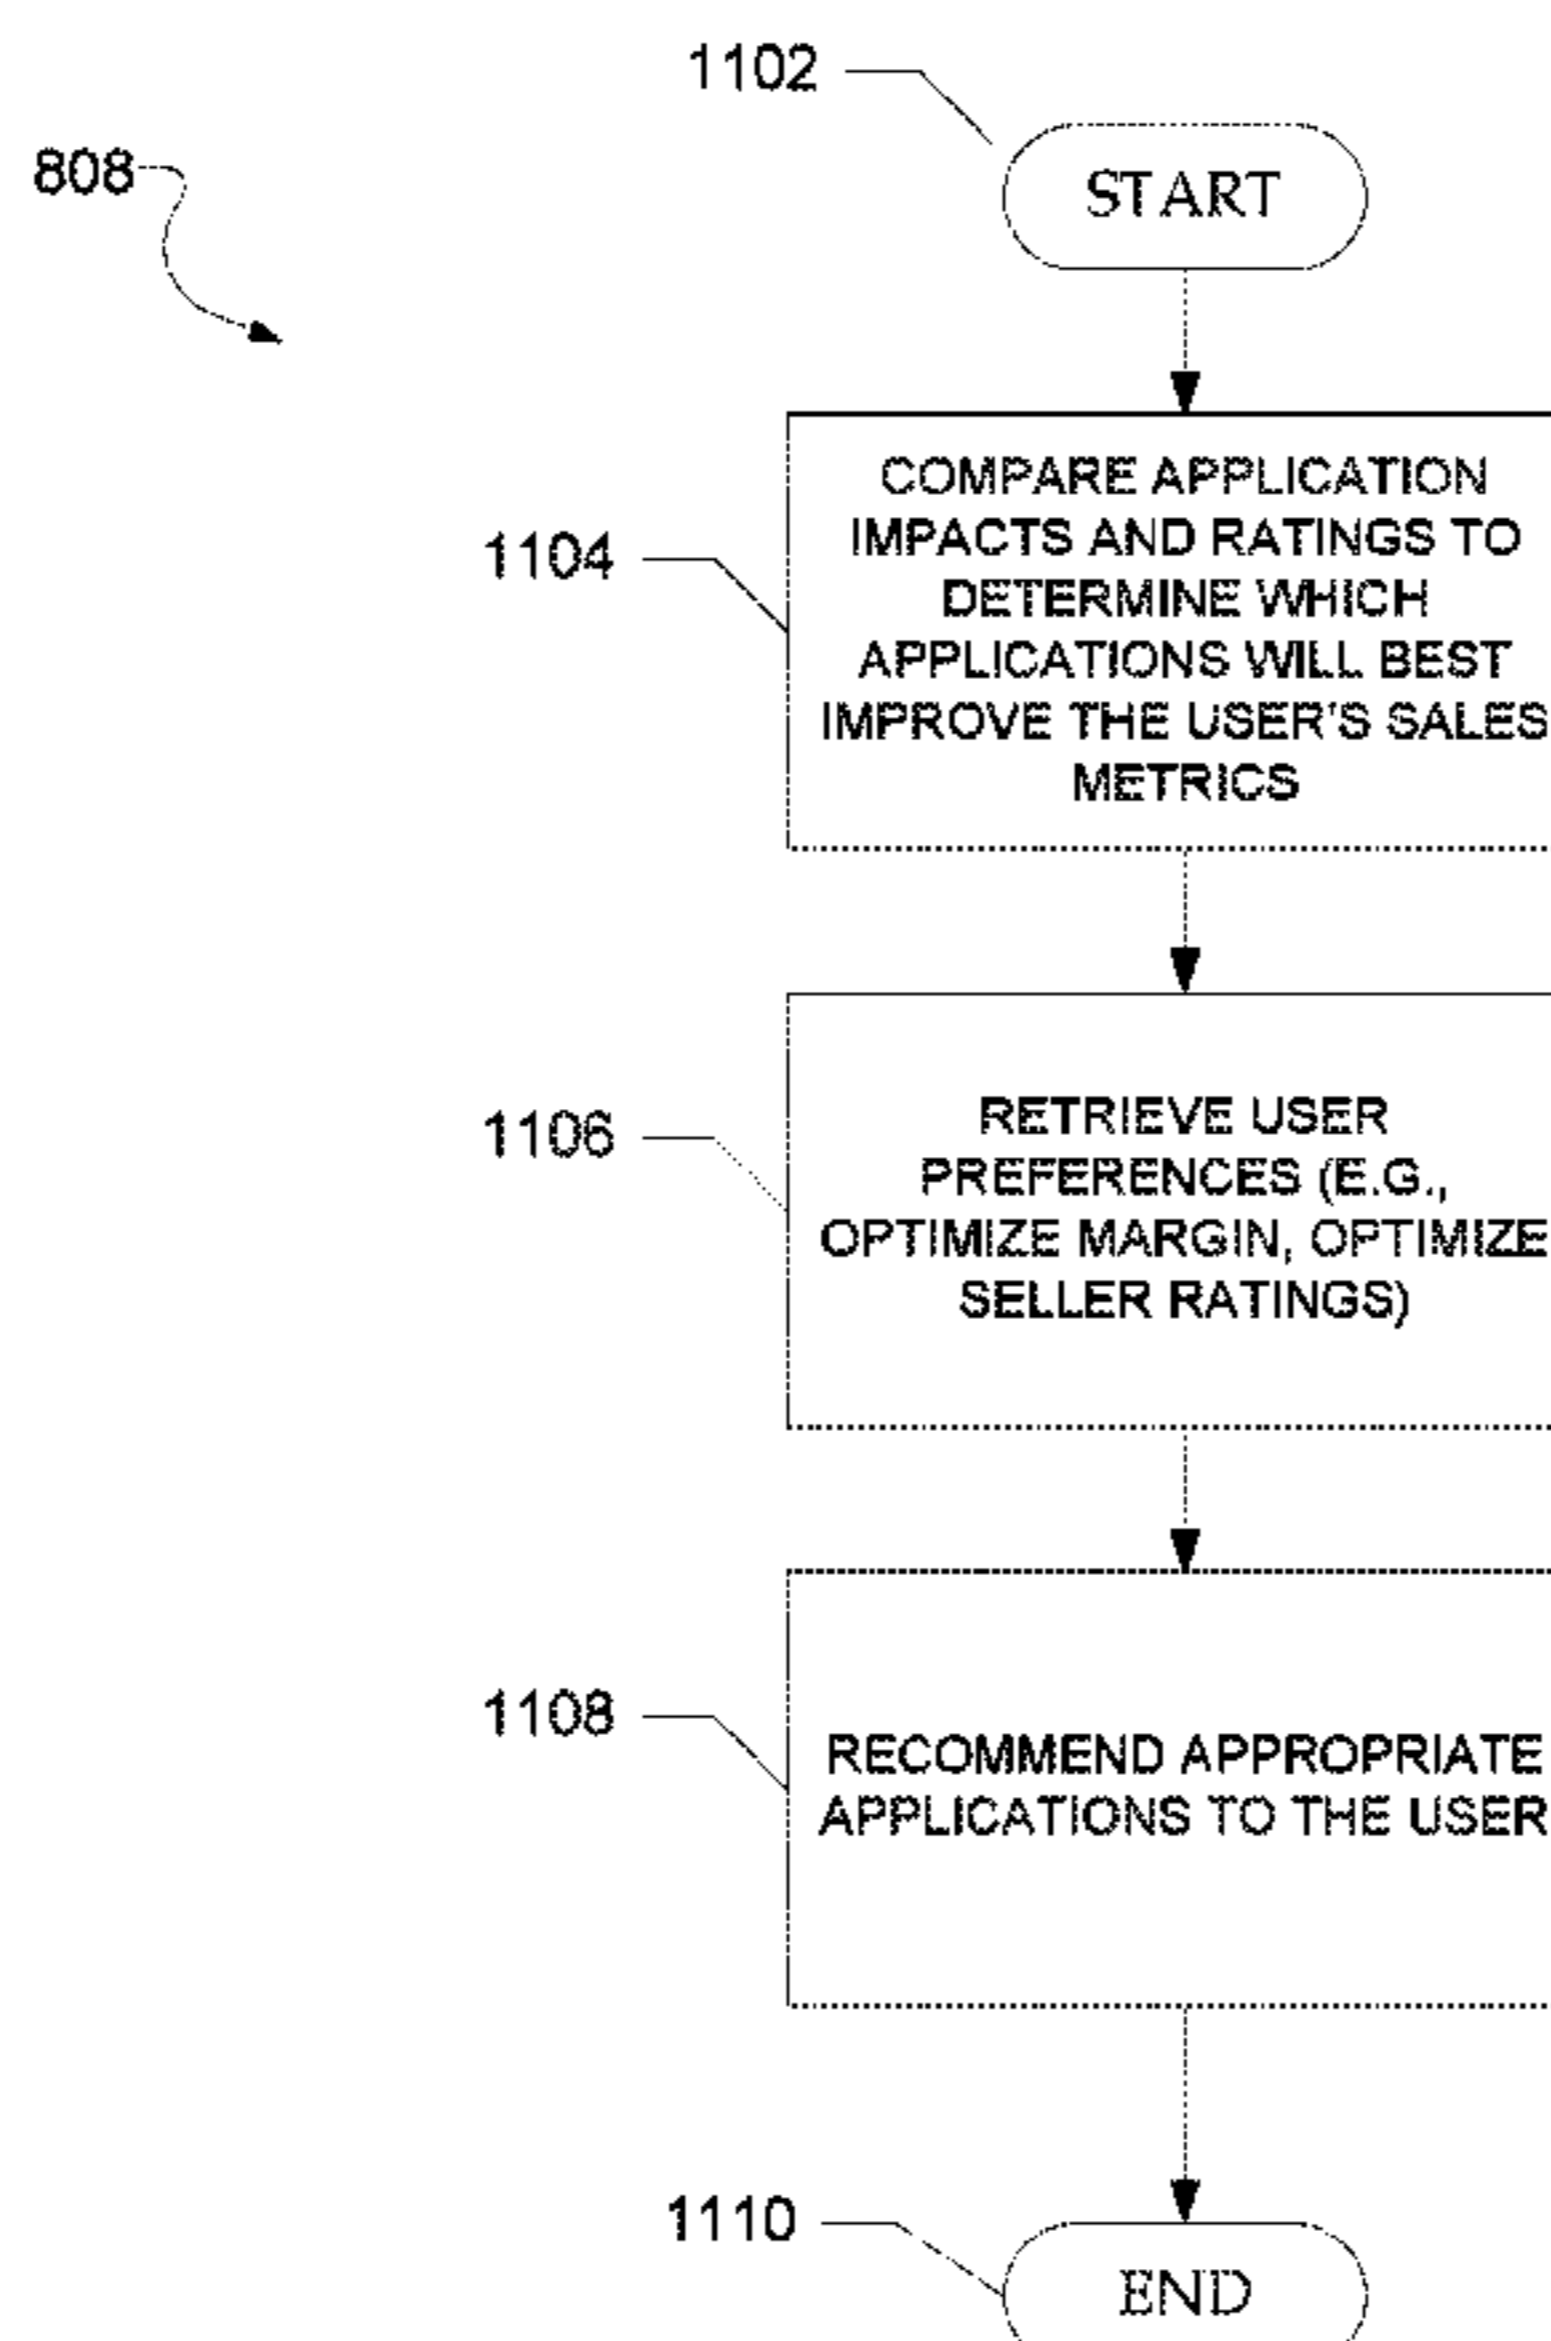 1102
808
START
1104
COMPARE APPLICATION
IMPACTS AND RATINGS TO
DETERMINE WHICH
APPLICATIONS WILL BEST
IMPROVE THE USER'S SALES
METRICS
1106
RETRIEVE USER
PREFERENCES (E.G.,
OPTIMIZE MARGIN, OPTIMIZE
SELLER RATINGS)
1108
RECOMMEND APPROPRIATE
APPLICATIONS TO THE USER
1110
END